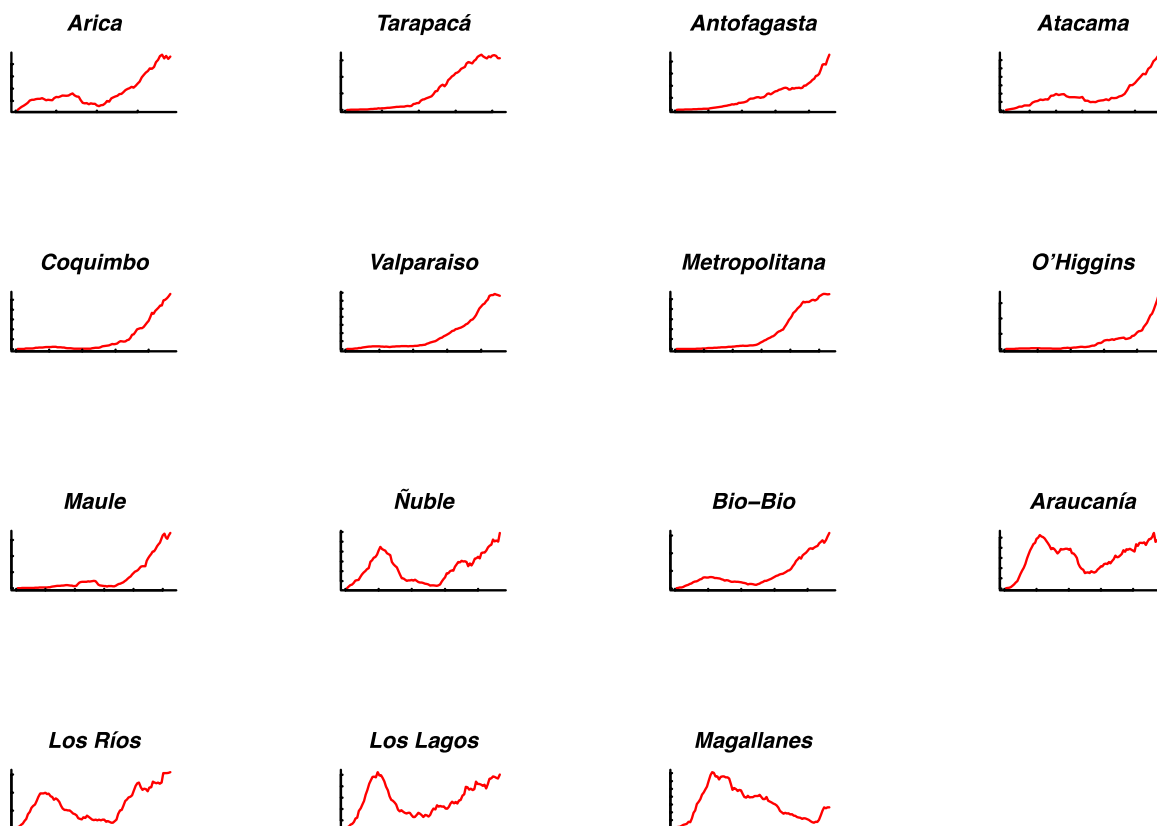 Arica
Tarapacá
Antofagasta
Atacama
Coquimbo
Valparaiso
Metropolitana
O’Higgins
Maule
Ñuble
Bio−Bio
Araucanía
Los Ríos
Los Lagos
Magallanes